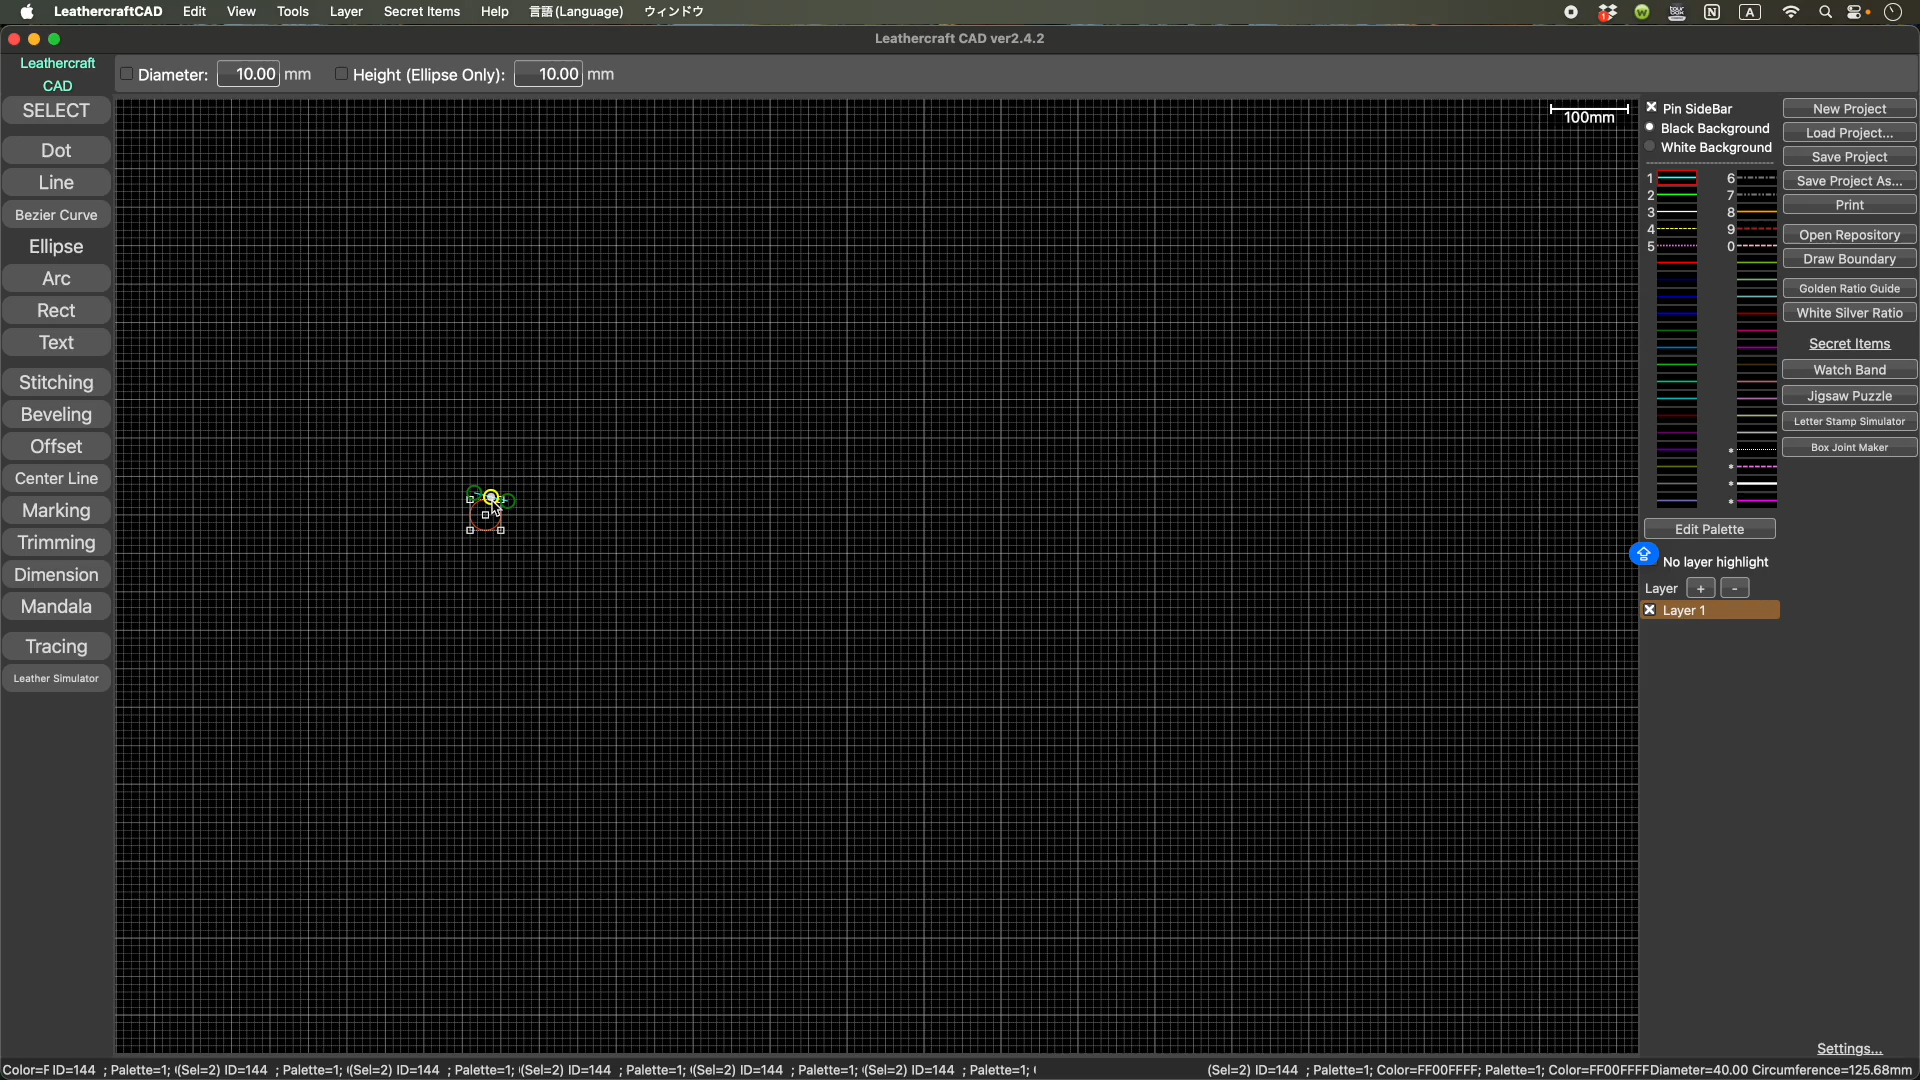 LeathercraftCAD Edit View Tools Layer Secret Items Help 言語(Language) ウィンドウ
Leathercraft CAD ver2.4.2
Leathercraft
CAD
Diameter: 10.00 mm Height (Ellipse Only): 10.00 mm
SELECT
Dot
Line
Bezier Curve
Ellipse
Arc
Rect
Text
Stitching
Beveling
Offset
Center Line
Marking
Trimming
Dimension
Mandala
Tracing
Leather Simulator
100mm
Pin SideBar
Black Background
White Background
1 6
2 7
3 8
4 9
5 0
*
*
*
*
Edit Palette
No layer highlight
Layer + -
Layer 1
New Project
Load Project...
Save Project
Save Project As...
Print
Open Repository
Draw Boundary
Golden Ratio Guide
White Silver Ratio
Secret Items
Watch Band
Jigsaw Puzzle
Letter Stamp Simulator
Box Joint Maker
Settings...
Color=F ID=144 ; Palette=1; (Sel=2) ID=144 ; Palette=1; (Sel=2) ID=144 ; Palette=1; (Sel=2) ID=144 ; Palette=1; (Sel=2) ID=144 ; Palette=1; (Sel=2) ID=144 ; Palette=1; ( (Sel=2) ID=144 ; Palette=1; Color=FF00FFFF; Palette=1; Color=FF00FFFFDiameter=40.00 Circumference=125.68mm